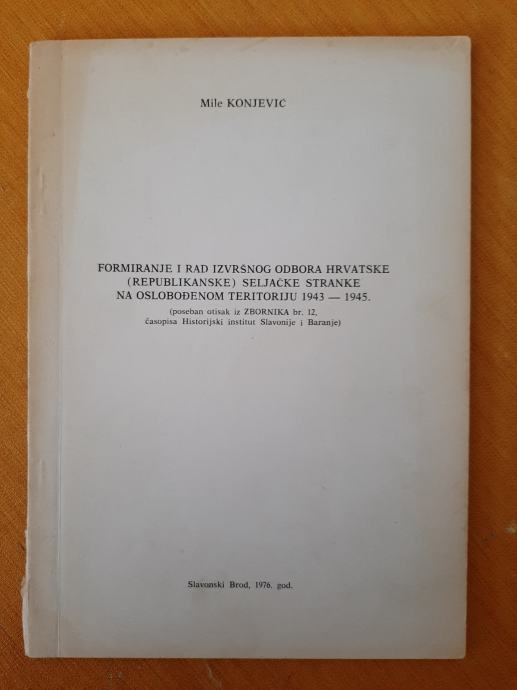 Mile KONJEVIĆ
FORMIRANJE I RAD IZVRŠNOG ODBORA HRVATSKE
(REPUBLIKANSKE) SELJAČKE STRANKE
NA OSLOBOĐENOM TERITORIJU 1943 — 1945.
(poseban otisak iz ZBORNIKA br. 12,
časopisa Historijski institut Slavonije i Baranje)
Slavonski Brod, 1976. god.